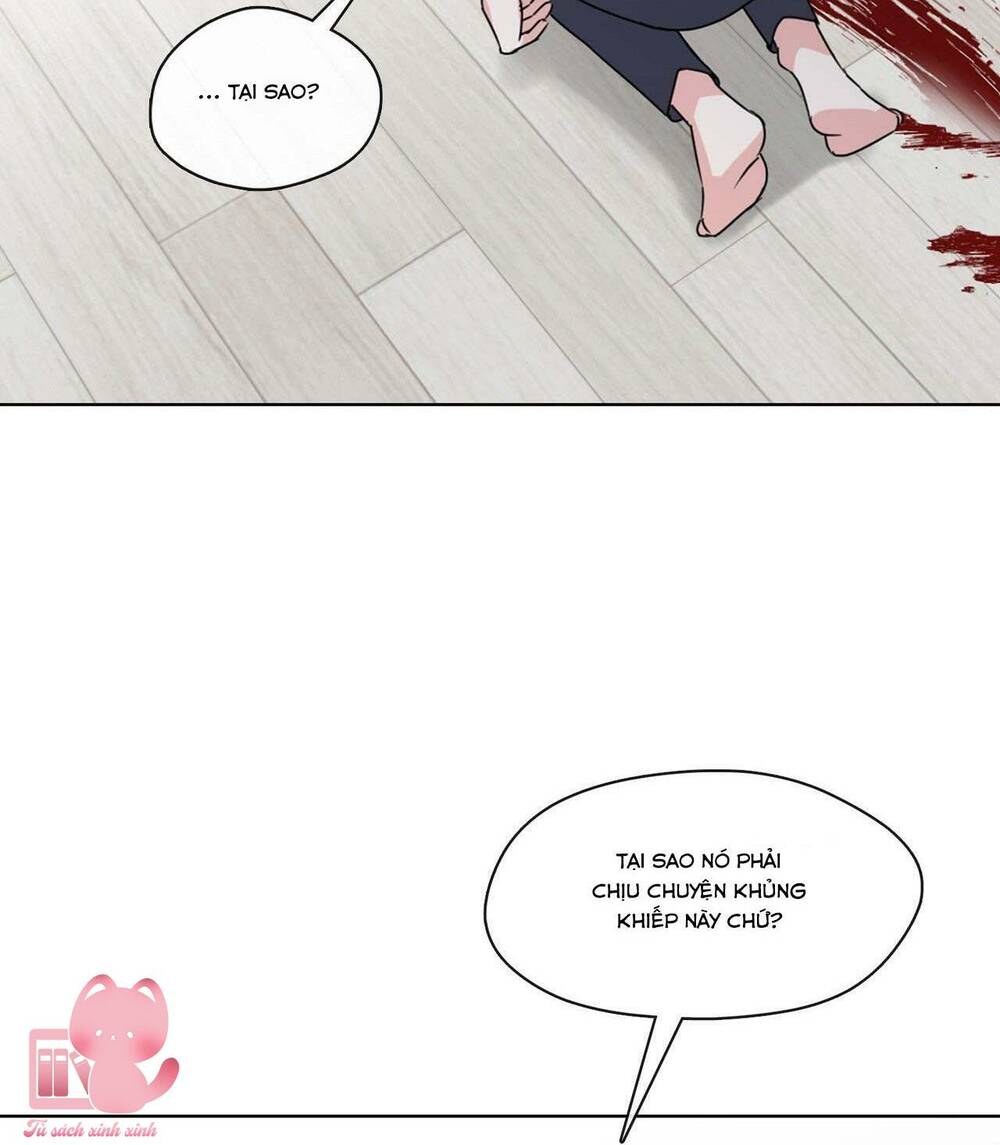 ... TẠI SAO?
TẠI SAO NÓ PHẢI
CHỊU CHUYỆN KHỦNG
KHIẾP NÀY CHỨ?
Tủ sách xinh xinh